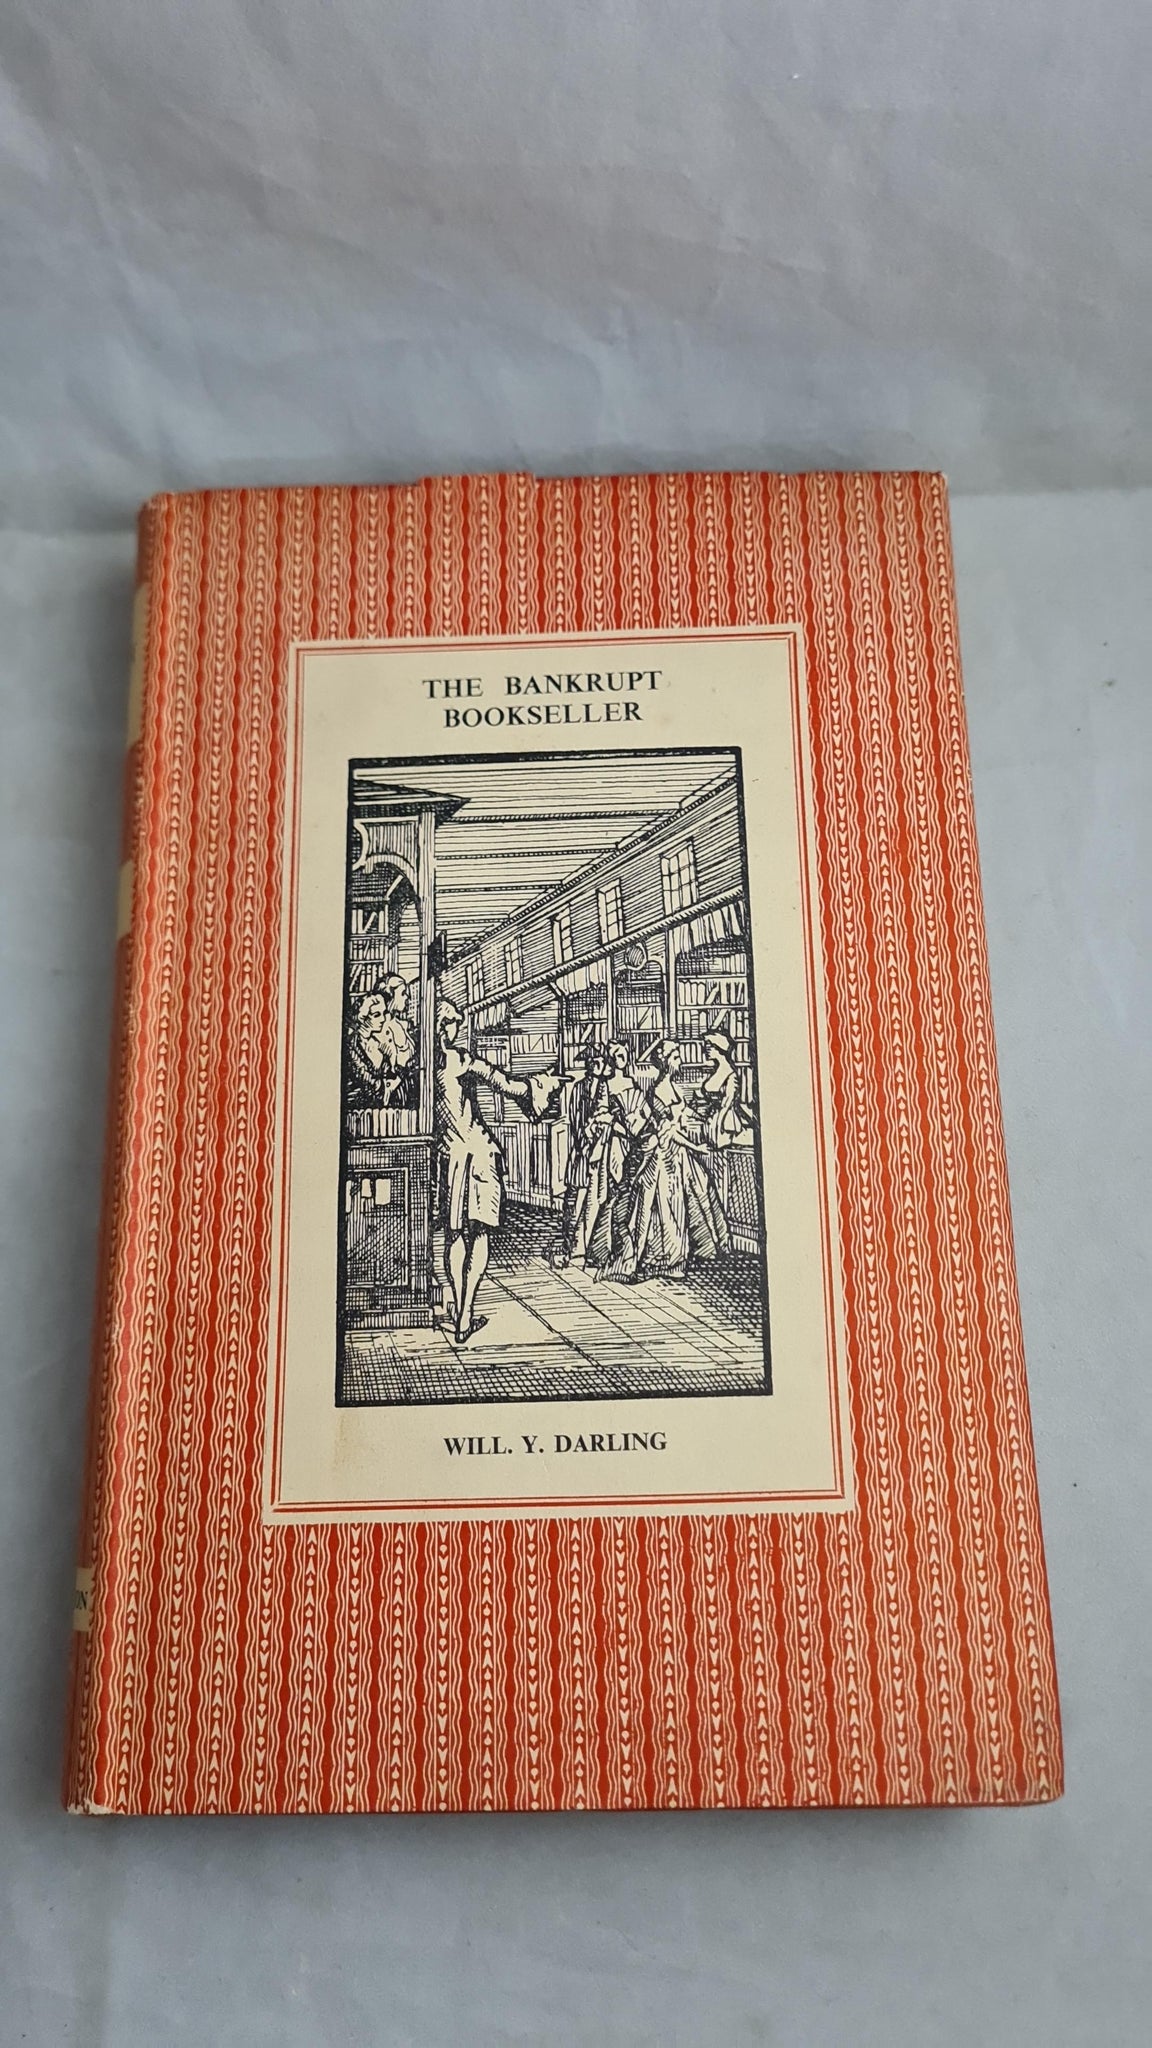 THE BANKRUPT
BOOKSELLER
WILL. Y. DARLING